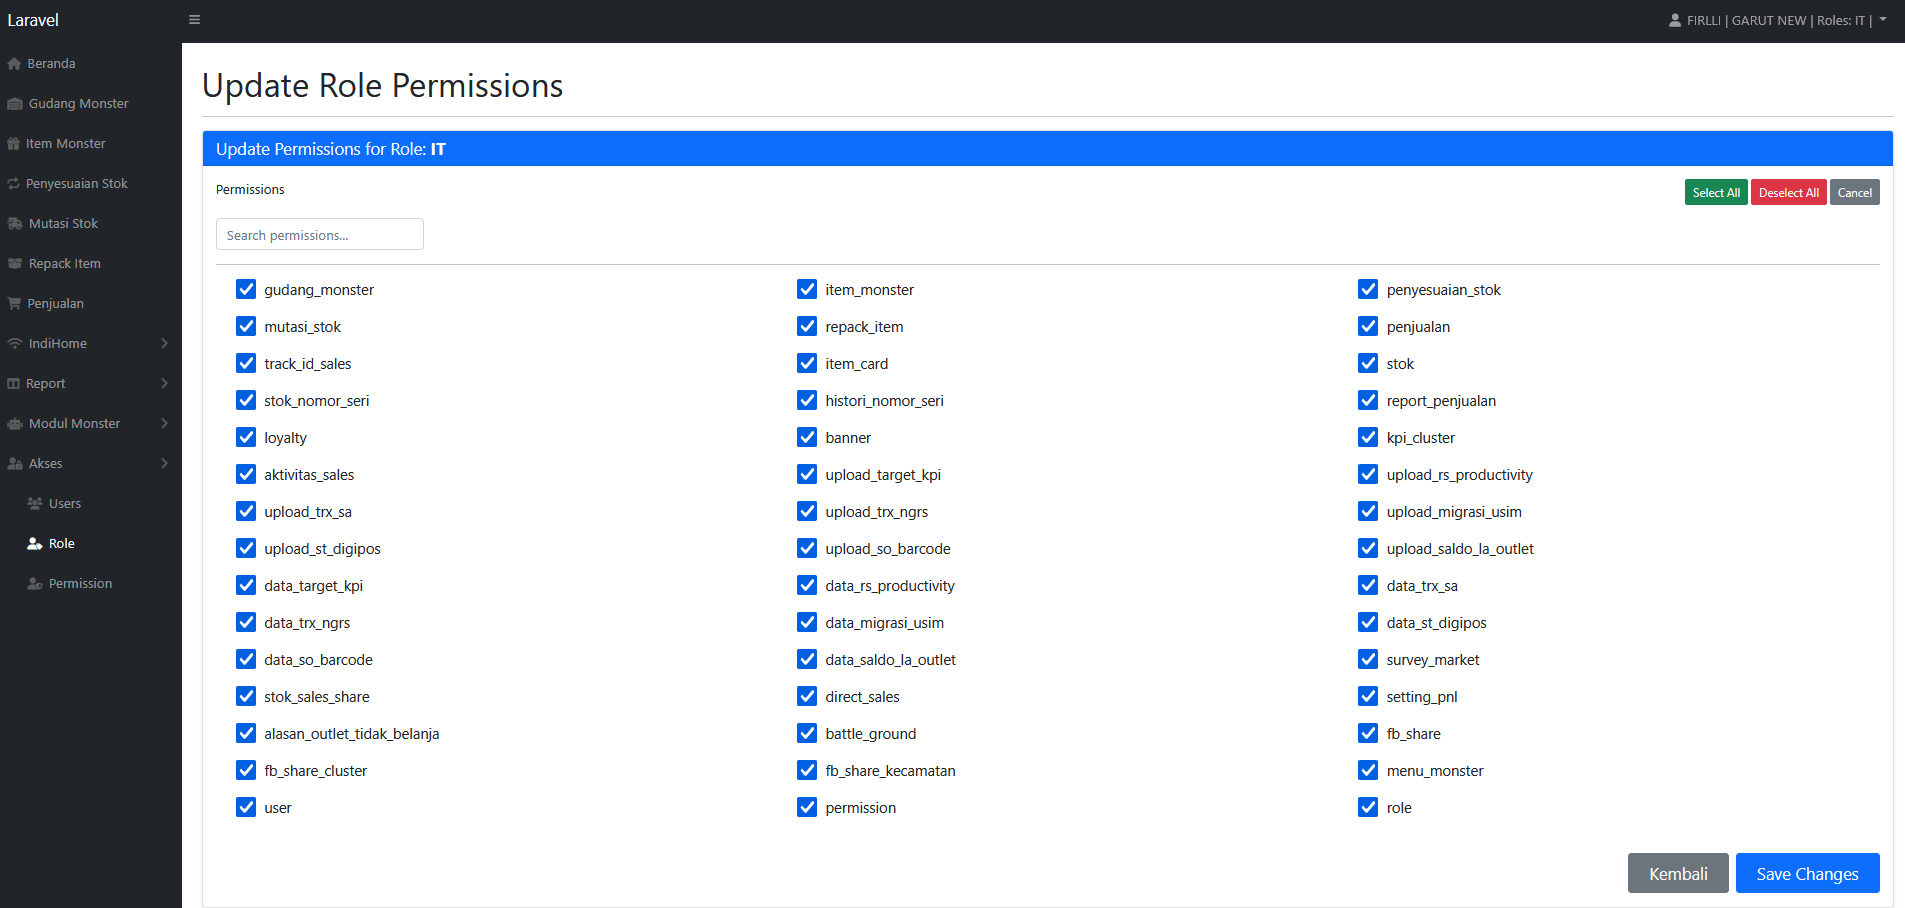 Laravel
FIRLLI | GARUT NEW | Roles: IT |
Beranda
Gudang Monster
Item Monster
Penyesuaian Stok
Mutasi Stok
Repack Item
Penjualan
IndiHome
Report
Modul Monster
Akses
Users
Role
Permission
Update Role Permissions
Update Permissions for Role: IT
Permissions
Select All Deselect All Cancel
Search permissions...
gudang_monster item_monster penyesuaian_stok
mutasi_stok repack_item penjualan
track_id_sales item_card stok
stok_nomor_seri histori_nomor_seri report_penjualan
loyalty banner kpi_cluster
aktivitas_sales upload_target_kpi upload_rs_productivity
upload_trx_sa upload_trx_ngrs upload_migrasi_usim
upload_st_digipos upload_so_barcode upload_saldo_la_outlet
data_target_kpi data_rs_productivity data_trx_sa
data_trx_ngrs data_migrasi_usim data_st_digipos
data_so_barcode data_saldo_la_outlet survey_market
stok_sales_share direct_sales setting_pnl
alasan_outlet_tidak_belanja battle_ground fb_share
fb_share_cluster fb_share_kecamatan menu_monster
user permission role
Kembali Save Changes